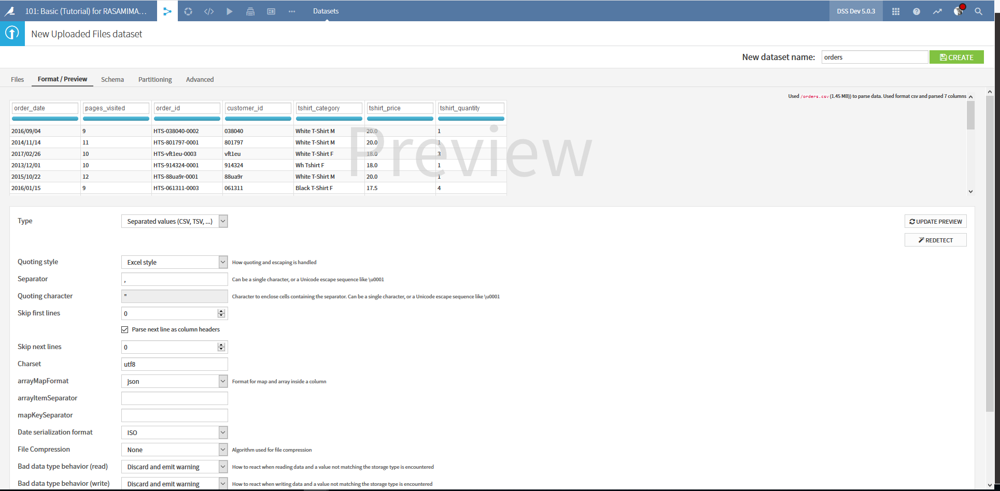 101: Basic (Tutorial) for RASAMIMA... Datasets DSS Dev 5.0.3
New Uploaded Files dataset
New dataset name: orders CREATE
Files Format / Preview Schema Partitioning Advanced
Used /orders.csv (1.45 MB)) to parse data. Used format csv and parsed 7 columns
order_date pages_visited order_id customer_id tshirt_category tshirt_price tshirt_quantity
2016/09/04 9 HTS-038040-0002 038040 White T-Shirt M 20.0 1
2014/11/14 11 HTS-801797-0001 801797 White T-Shirt M 20.0 1
2017/02/26 10 HTS-vft1eu-0003 vft1eu White T-Shirt F 18.0 3
2013/12/01 10 HTS-914324-0001 914324 Wh Tshirt F 18.0 1
2015/10/22 12 HTS-88ua9r-0001 88ua9r White T-Shirt M 20.0 1
2016/01/15 9 HTS-061311-0003 061311 Black T-Shirt F 17.5 4
Preview
Type Separated values (CSV, TSV, ...) UPDATE PREVIEW
REDETECT
Quoting style Excel style How quoting and escaping is handled
Separator , Can be a single character, or a Unicode escape sequence like \u0001
Quoting character " Character to enclose cells containing the separator. Can be a single character, or a Unicode escape sequence like \u0001
Skip first lines 0
Parse next line as column headers
Skip next lines 0
Charset utf8
arrayMapFormat json Format for map and array inside a column
arrayItemSeparator
mapKeySeparator
Date serialization format ISO
File Compression None Algorithm used for file compression
Bad data type behavior (read) Discard and emit warning How to react when reading data and a value not matching the storage type is encountered
Bad data type behavior (write) Discard and emit warning How to react when writing data and a value not matching the storage type is encountered